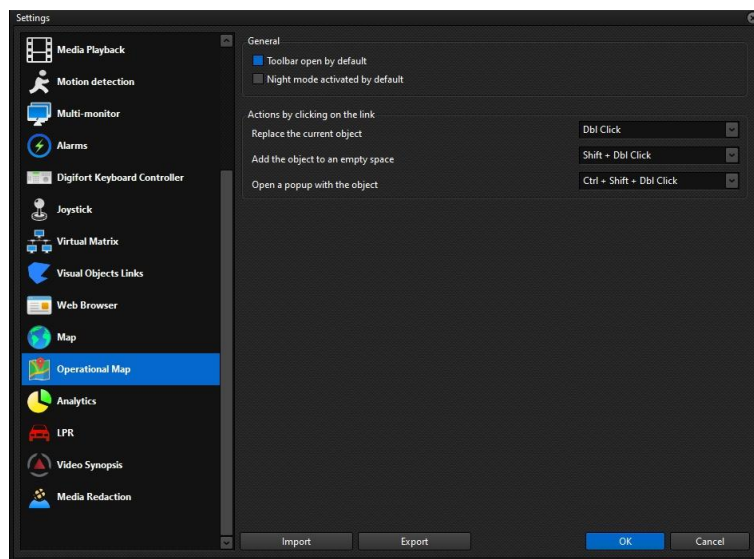 Settings
Media Playback
Motion detection
Multi-monitor
Alarms
Digifort Keyboard Controller
Joystick
Virtual Matrix
Visual Objects Links
Web Browser
Map
Operational Map
Analytics
LPR
Video Synopsis
Media Redaction
General
Toolbar open by default
Night mode activated by default
Actions by clicking on the link
Replace the current object Dbl Click
Add the object to an empty space Shift + Dbl Click
Open a popup with the object Ctrl + Shift + Dbl Click
Import Export OK Cancel